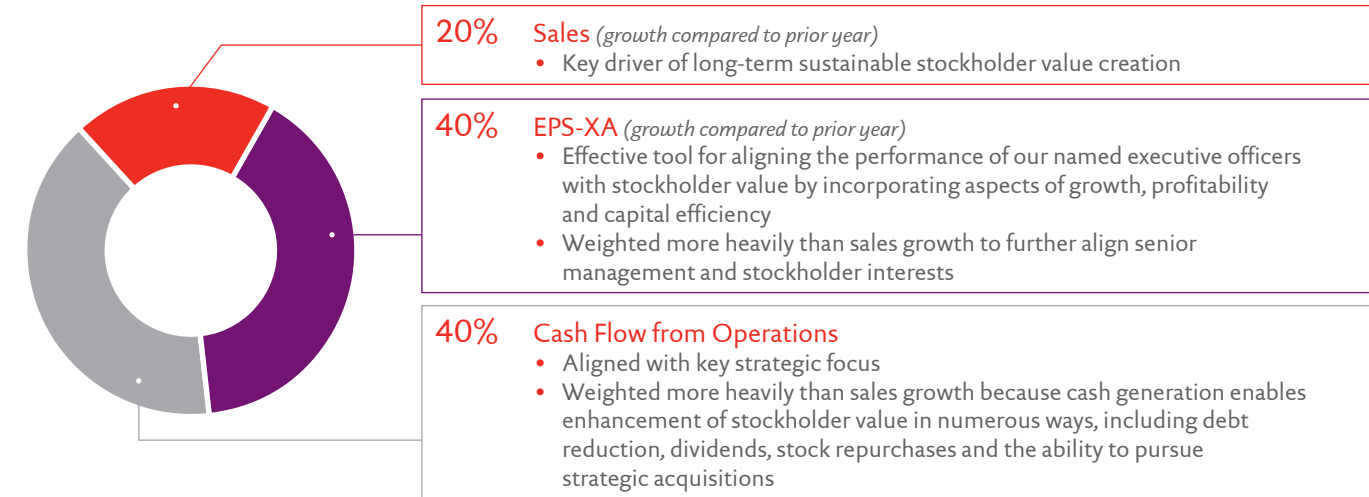 20% Sales (growth compared to prior year)
• Key driver of long-term sustainable stockholder value creation
40% EPS-XA (growth compared to prior year)
• Effective tool for aligning the performance of our named executive officers
with stockholder value by incorporating aspects of growth, profitability
and capital efficiency
• Weighted more heavily than sales growth to further align senior
management and stockholder interests
40% Cash Flow from Operations
• Aligned with key strategic focus
• Weighted more heavily than sales growth because cash generation enables
enhancement of stockholder value in numerous ways, including debt
reduction, dividends, stock repurchases and the ability to pursue
strategic acquisitions